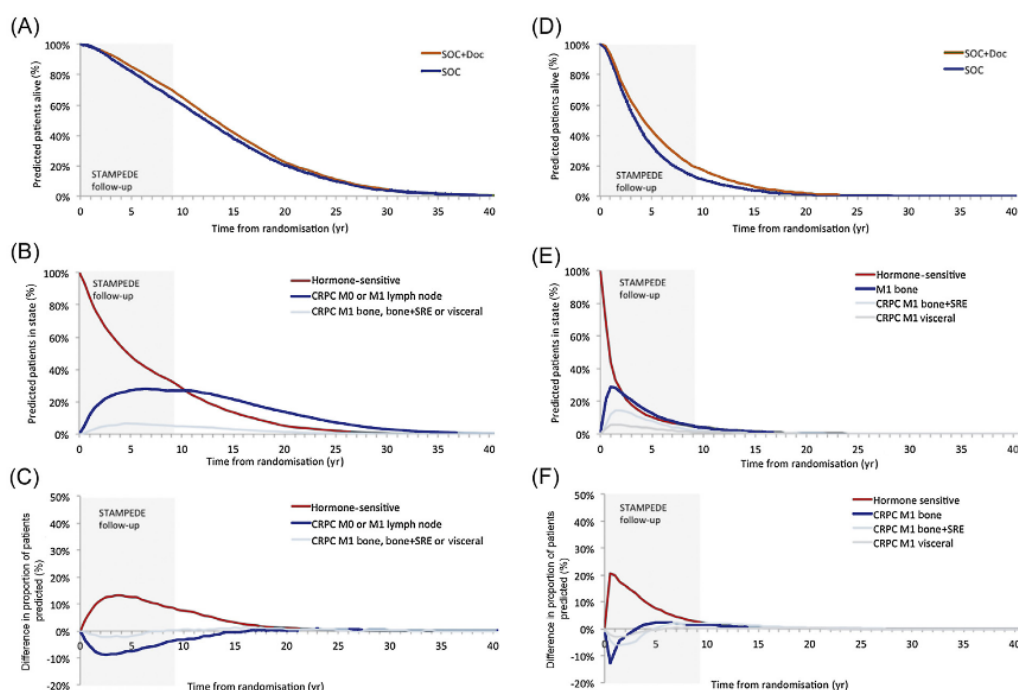 (A)
100%
80%
60%
40%
20%
0%
Predicted patients alive (%)
SOC+Doc
SOC
STAMPEDE
follow-up
0 5 10 15 20 25 30 35 40
Time from randomisation (yr)
(D)
100%
80%
60%
40%
20%
0%
Predicted patients alive (%)
SOC+Doc
SOC
STAMPEDE
follow-up
0 5 10 15 20 25 30 35 40
Time from randomisation (yr)
(B)
100%
80%
60%
40%
20%
0%
Predicted patients in state (%)
STAMPEDE
follow-up
Hormone-sensitive
CRPC M0 or M1 lymph node
CRPC M1 bone, bone+SRE or visceral
0 5 10 15 20 25 30 35 40
Time from randomisation (yr)
(E)
100%
80%
60%
40%
20%
0%
Predicted patients in state (%)
STAMPEDE
follow-up
Hormone-sensitive
M1 bone
CRPC M1 bone+SRE
CRPC M1 visceral
0 5 10 15 20 25 30 35 40
Time from randomisation (yr)
(C)
50%
40%
30%
20%
10%
0%
-10%
-20%
Difference in proportion of patients
predicted (%)
STAMPEDE
follow-up
Hormone-sensitive
CRPC M0 or M1 lymph node
CRPC M1 bone, bone+SRE or visceral
0 5 10 15 20 25 30 35 40
Time from randomisation (yr)
(F)
50%
40%
30%
20%
10%
0%
-10%
-20%
Difference in proportion of patients
predicted (%)
STAMPEDE
follow-up
Hormone sensitive
CRPC M1 bone
CRPC M1 bone+SRE
CRPC M1 visceral
0 5 10 15 20 25 30 35 40
Time from randomisation (yr)